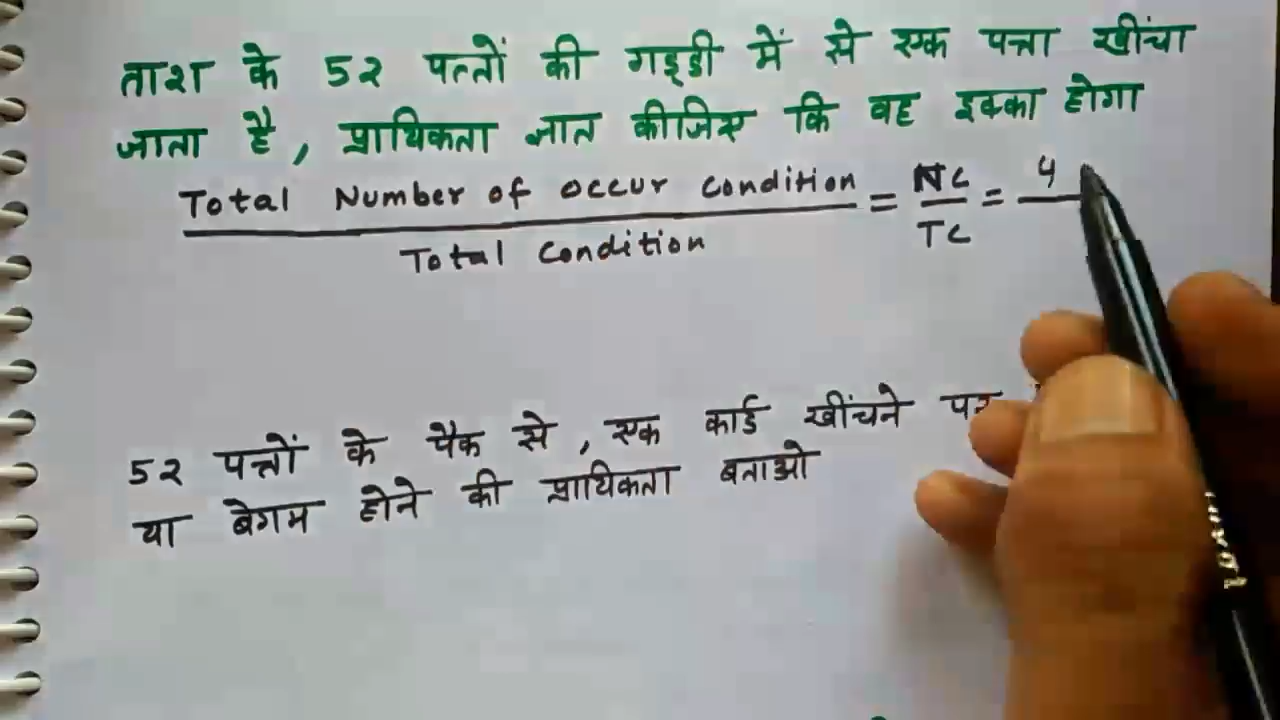 ताश के 52 पत्तों की गड्डी में से एक पत्ता खींचा
जाता है, प्रायिकता ज्ञात कीजिए कि वह इक्का होगा
Total Number of occur condition = NC = 4
Total condition TC
52 पत्तों के पैक से, एक कार्ड खींचने पर
या बेगम होने की प्रायिकता बताओ